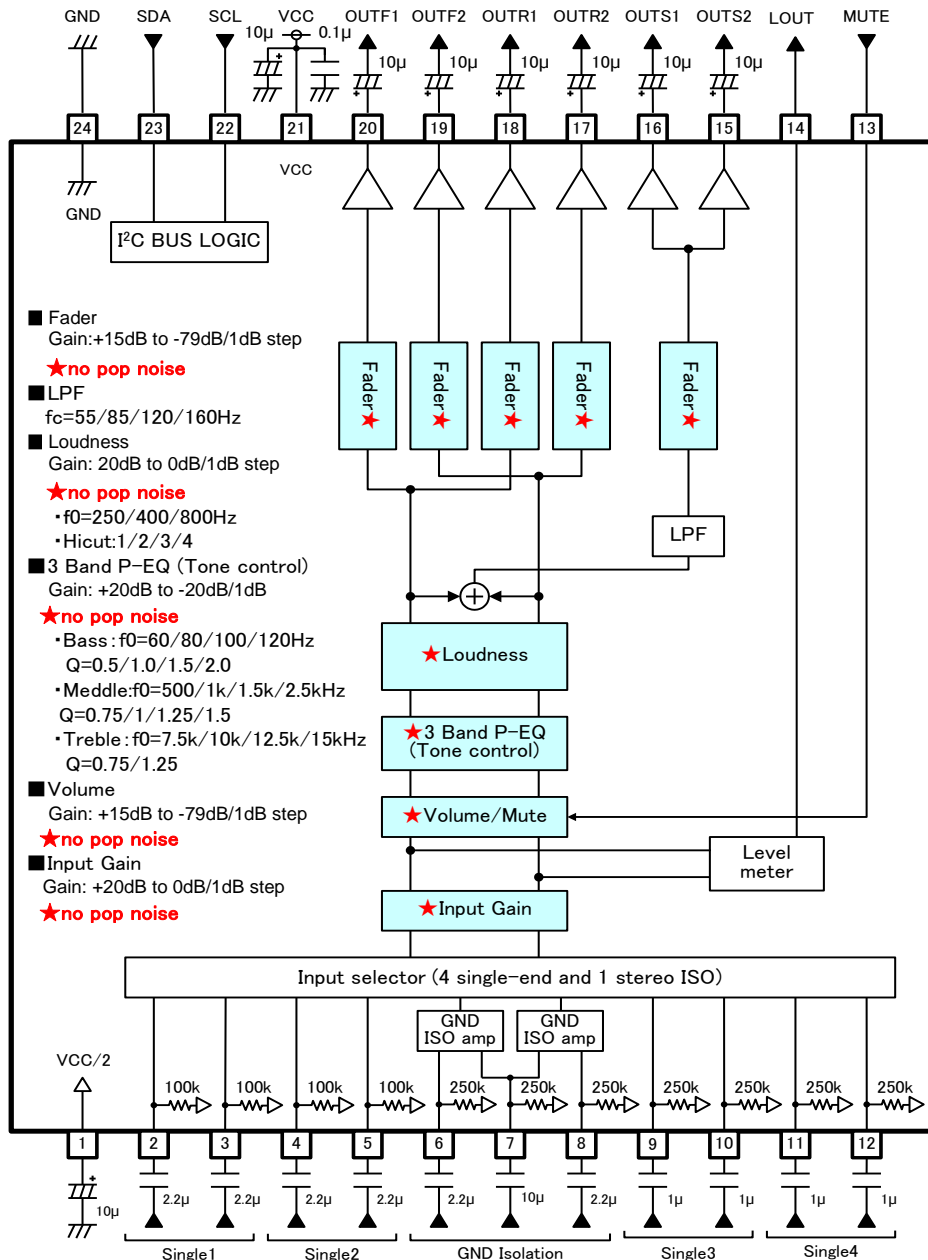 GND SDA SCL VCC OUTF1 OUTF2 OUTR1 OUTR2 OUTS1 OUTS2 LOUT MUTE
10μ 0.1μ 10μ 10μ 10μ 10μ 10μ 10μ
+ + + + + + +
24 23 22 21 20 19 18 17 16 15 14 13
GND
VCC
I²C BUS LOGIC
■ Fader
Gain:+15dB to -79dB/1dB step
★no pop noise
■ LPF
fc=55/85/120/160Hz
■ Loudness
Gain: 20dB to 0dB/1dB step
★no pop noise
・f0=250/400/800Hz
・Hicut:1/2/3/4
■ 3 Band P-EQ (Tone control)
Gain: +20dB to -20dB/1dB
★no pop noise
・Bass:f0=60/80/100/120Hz
Q=0.5/1.0/1.5/2.0
・Meddle:f0=500/1k/1.5k/2.5kHz
Q=0.75/1/1.25/1.5
・Treble:f0=7.5k/10k/12.5k/15kHz
Q=0.75/1.25
■ Volume
Gain: +15dB to -79dB/1dB step
★no pop noise
■ Input Gain
Gain: +20dB to 0dB/1dB step
★no pop noise
Fader★ Fader★ Fader★ Fader★ Fader★
LPF
+
★Loudness
★3 Band P-EQ
(Tone control)
★Volume/Mute
Level
meter
★Input Gain
Input selector (4 single-end and 1 stereo ISO)
GND
ISO amp
GND
ISO amp
VCC/2
100k 100k 100k 100k 250k 250k 250k 250k 250k 250k 250k
1 2 3 4 5 6 7 8 9 10 11 12
+
10μ 2.2μ 2.2μ 2.2μ 2.2μ 2.2μ 10μ 2.2μ 1μ 1μ 1μ 1μ
Single1 Single2 GND Isolation Single3 Single4